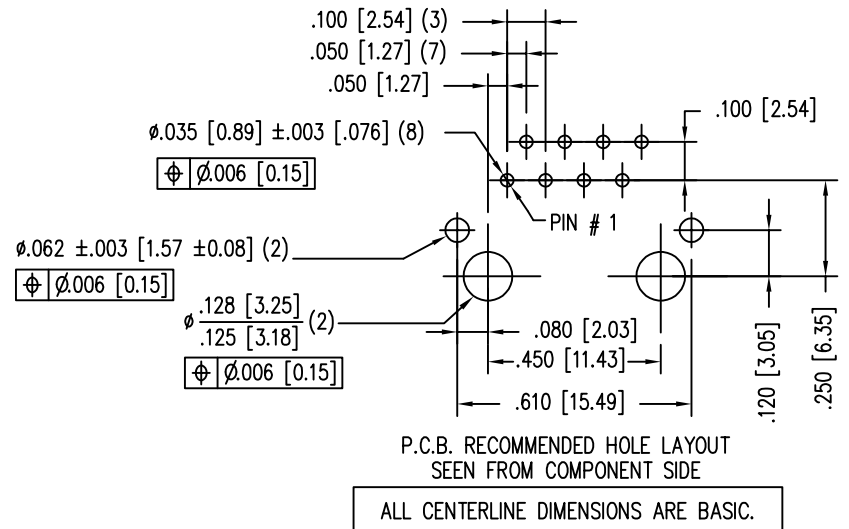 .100 [2.54] (3)
.050 [1.27] (7)
.050 [1.27]
.100 [2.54]
ø.035 [0.89] ±.003 [.076] (8)
⌖ Ø.006 [0.15]
PIN # 1
ø.062 ±.003 [1.57 ±0.08] (2)
⌖ Ø.006 [0.15]
ø .128 [3.25]
.125 [3.18] (2)
⌖ Ø.006 [0.15]
.080 [2.03]
.450 [11.43]
.610 [15.49]
.120 [3.05]
.250 [6.35]
P.C.B. RECOMMENDED HOLE LAYOUT
SEEN FROM COMPONENT SIDE
ALL CENTERLINE DIMENSIONS ARE BASIC.